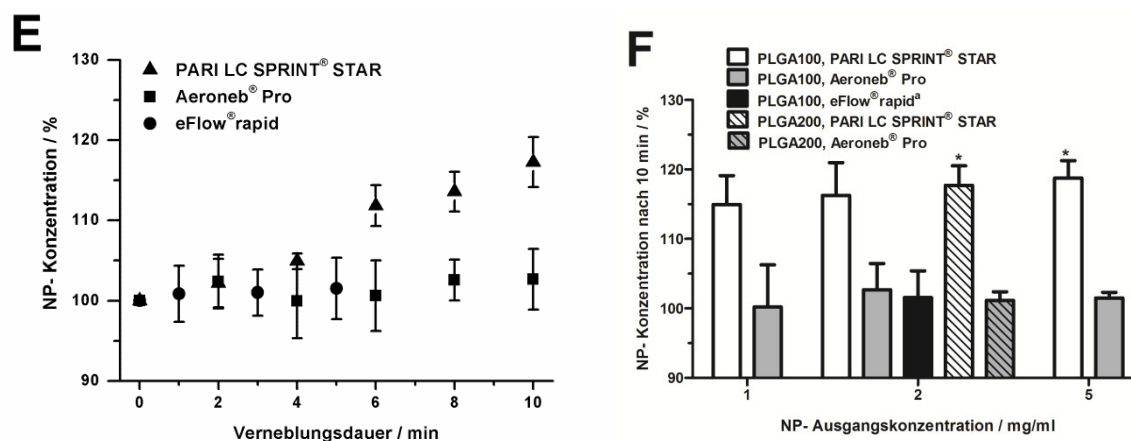 E
130
120
110
100
90
NP- Konzentration / %
PARI LC SPRINT® STAR
Aeroneb® Pro
eFlow®rapid
0 2 4 6 8 10
Verneblungsdauer / min
F
PLGA100, PARI LC SPRINT® STAR
PLGA100, Aeroneb® Pro
PLGA100, eFlow®rapidᵃ
PLGA200, PARI LC SPRINT® STAR
PLGA200, Aeroneb® Pro
130
120
110
100
90
NP- Konzentration nach 10 min / %
* *
1 2 5
NP- Ausgangskonzentration / mg/ml